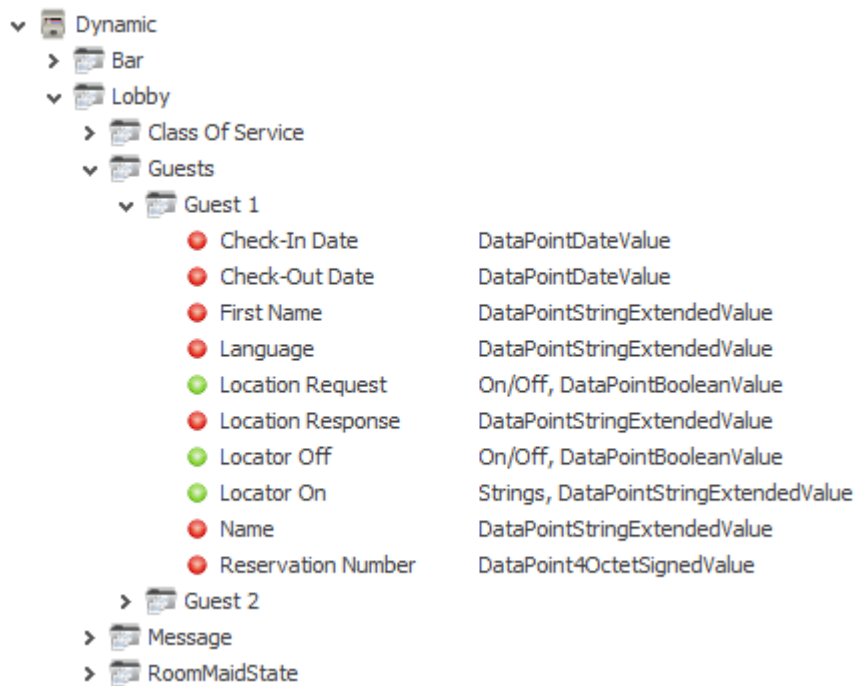 Dynamic
Bar
Lobby
Class Of Service
Guests
Guest 1
Check-In Date DataPointDateValue
Check-Out Date DataPointDateValue
First Name DataPointStringExtendedValue
Language DataPointStringExtendedValue
Location Request On/Off, DataPointBooleanValue
Location Response DataPointStringExtendedValue
Locator Off On/Off, DataPointBooleanValue
Locator On Strings, DataPointStringExtendedValue
Name DataPointStringExtendedValue
Reservation Number DataPoint4OctetSignedValue
Guest 2
Message
RoomMaidState